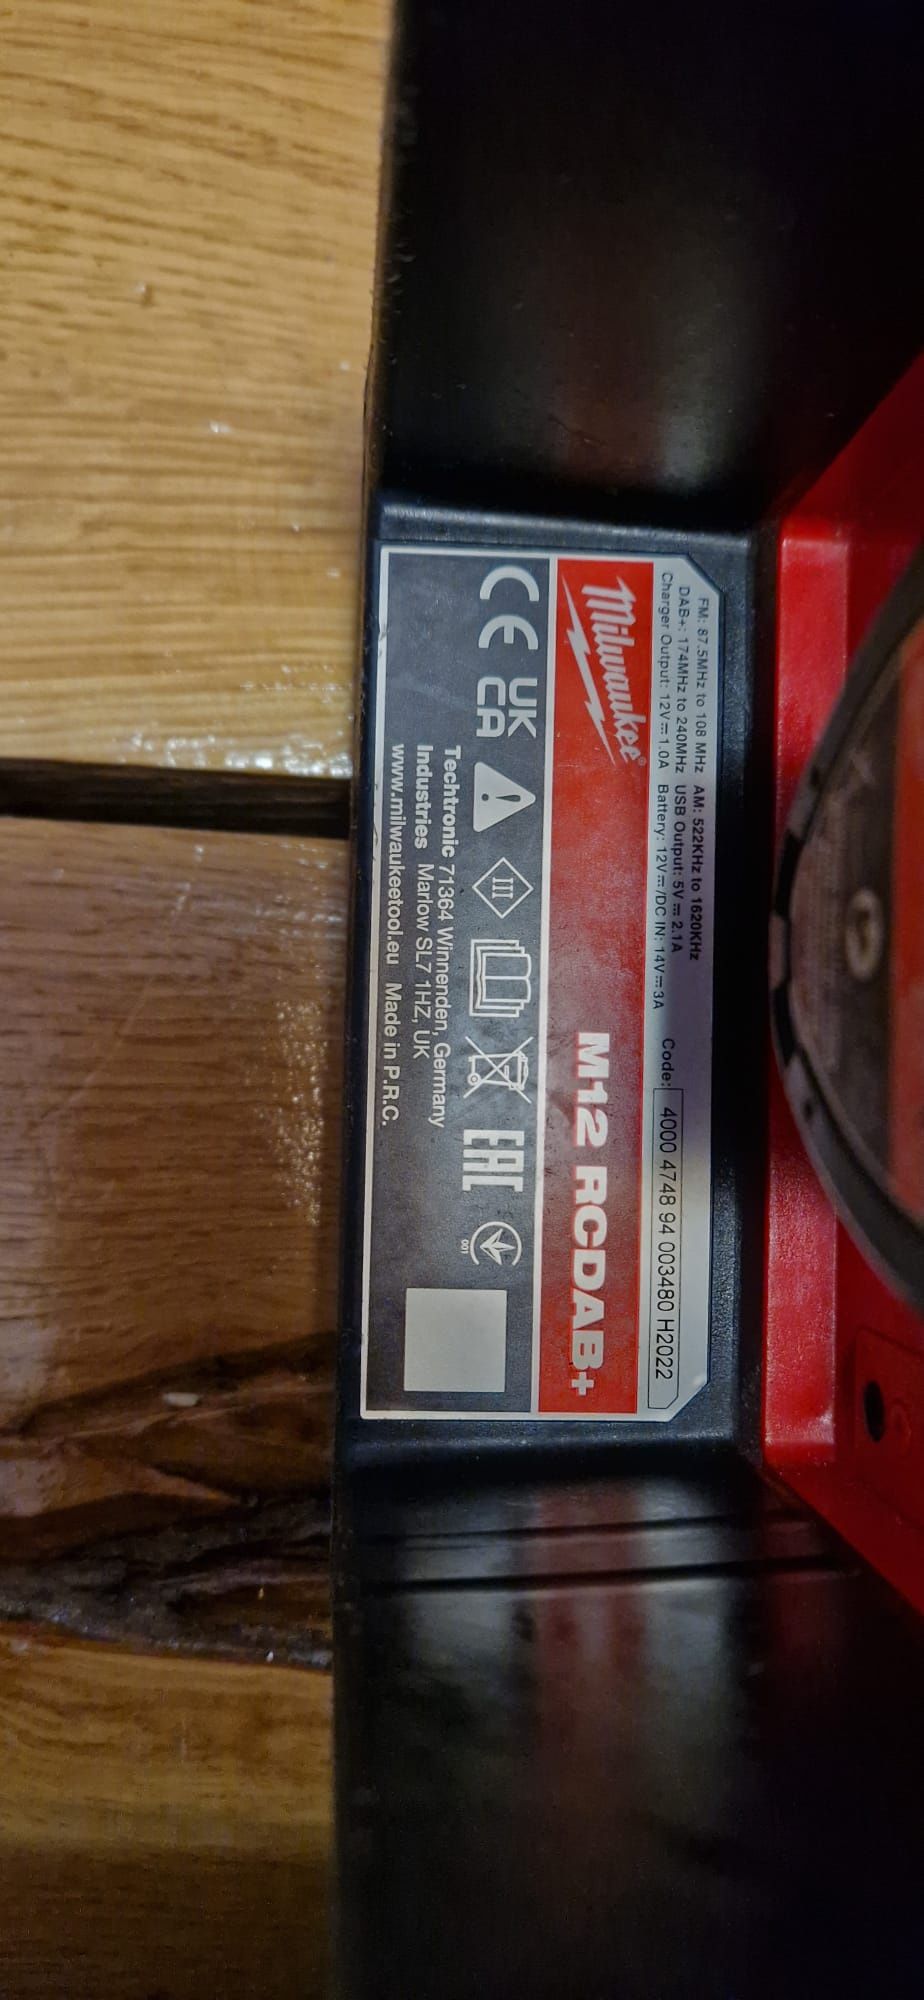 FM: 87.5MHz to 108 MHz AM: 522KHz to 1620KHz
DAB+: 174MHz to 240MHz USB Output: 5V⎓ 2.1A
Charger Output: 12V⎓1.0A Battery: 12V⎓/DC IN: 14V⎓3A
Code: 4000 4748 94 003480 H2022
Milwaukee®
M12 RCDAB+
CE
UK
CA
III
EAC
001
Techtronic 71364 Winnenden, Germany
Industries Marlow SL7 1HZ, UK
www.milwaukeetool.eu Made in P.R.C.